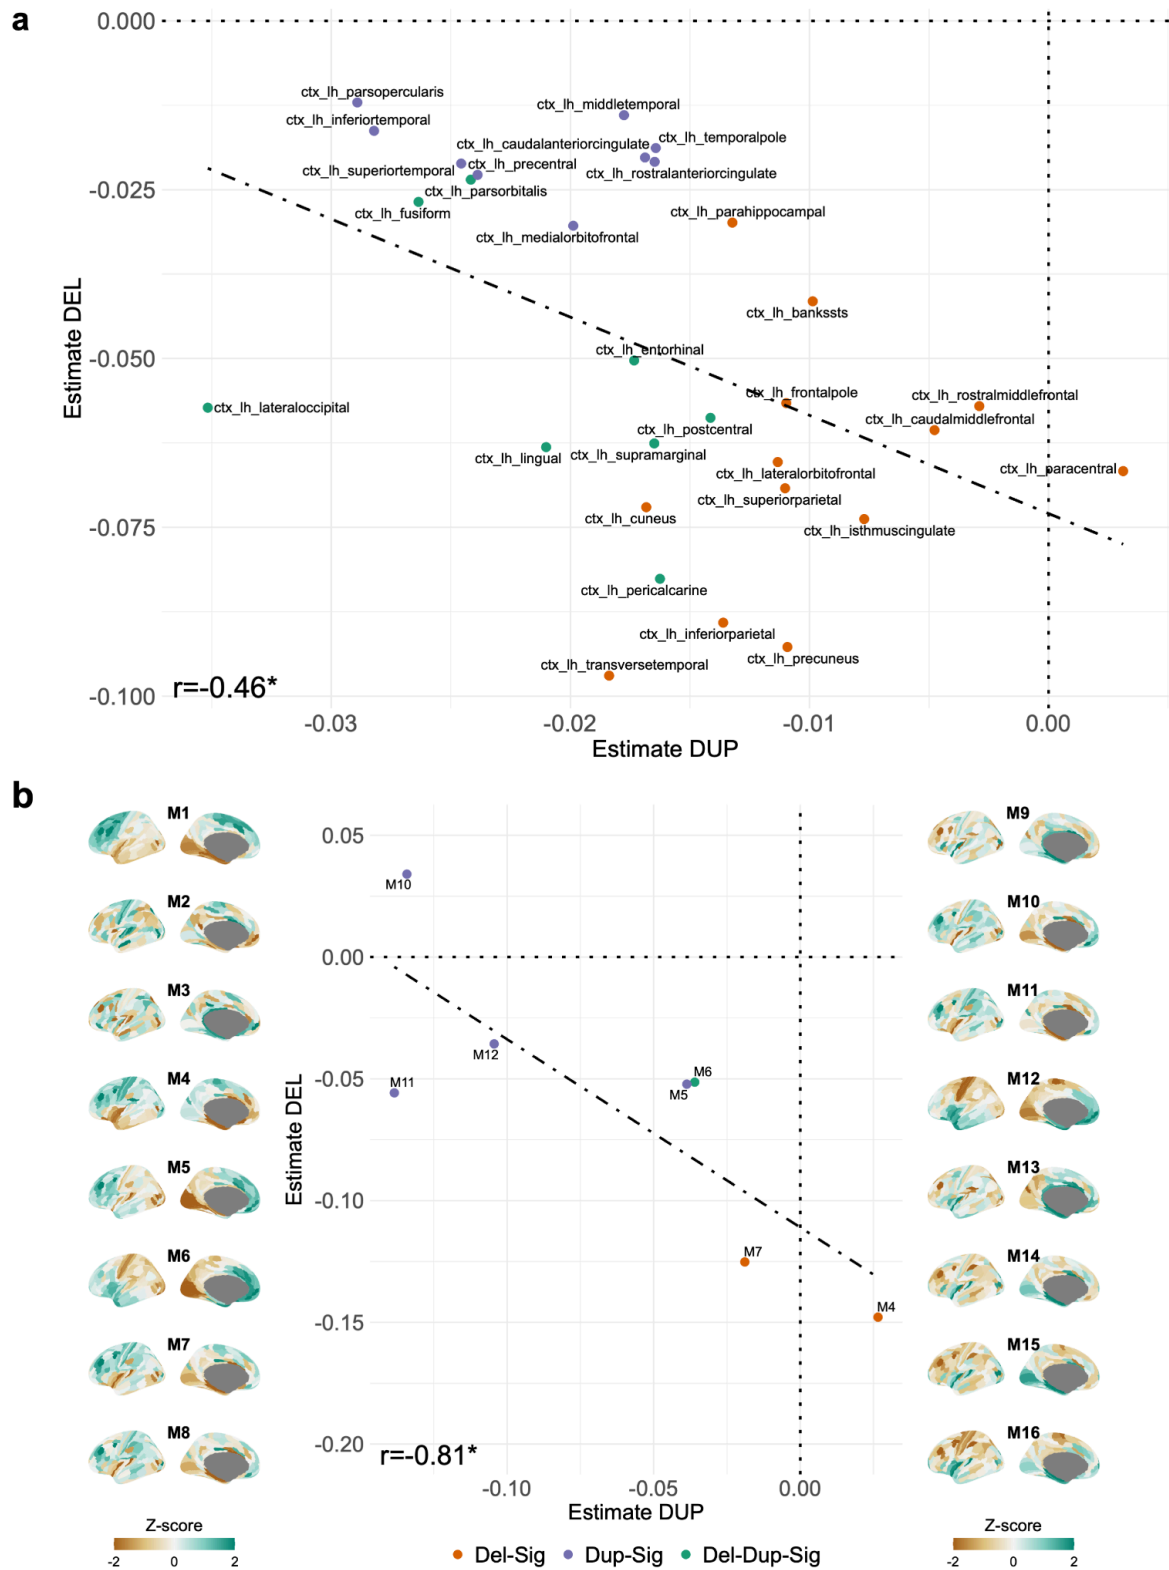 a
0.000
ctx_lh_parsopercularis
ctx_lh_middletemporal
ctx_lh_inferiortemporal
ctx_lh_caudalanteriorcingulate
ctx_lh_temporalpole
ctx_lh_superiortemporal
ctx_lh_precentral
ctx_lh_rostralanteriorcingulate
-0.025
ctx_lh_parsorbitalis
ctx_lh_fusiform
ctx_lh_parahippocampal
ctx_lh_medialorbitofrontal
ctx_lh_bankssts
Estimate DEL
ctx_lh_entorhinal
-0.050
ctx_lh_frontalpole
ctx_lh_rostralmiddlefrontal
ctx_lh_lateraloccipital
ctx_lh_caudalmiddlefrontal
ctx_lh_postcentral
ctx_lh_lingual
ctx_lh_supramarginal
ctx_lh_paracentral
ctx_lh_lateralorbitofrontal
ctx_lh_superiorparietal
ctx_lh_cuneus
-0.075
ctx_lh_isthmuscingulate
ctx_lh_pericalcarine
ctx_lh_inferiorparietal
ctx_lh_precuneus
ctx_lh_transversetemporal
r=-0.46*
-0.100
-0.03 -0.02 -0.01 0.00
Estimate DUP
b
M1
M2
M3
M4
M5
M6
M7
M8
Z-score
-2 0 2
0.05
M10
0.00
M12
-0.05
M11
M6
M5
Estimate DEL
-0.10
M7
M4
-0.15
-0.20
r=-0.81*
-0.10 -0.05 0.00
Estimate DUP
Del-Sig Dup-Sig Del-Dup-Sig
M9
M10
M11
M12
M13
M14
M15
M16
Z-score
-2 0 2